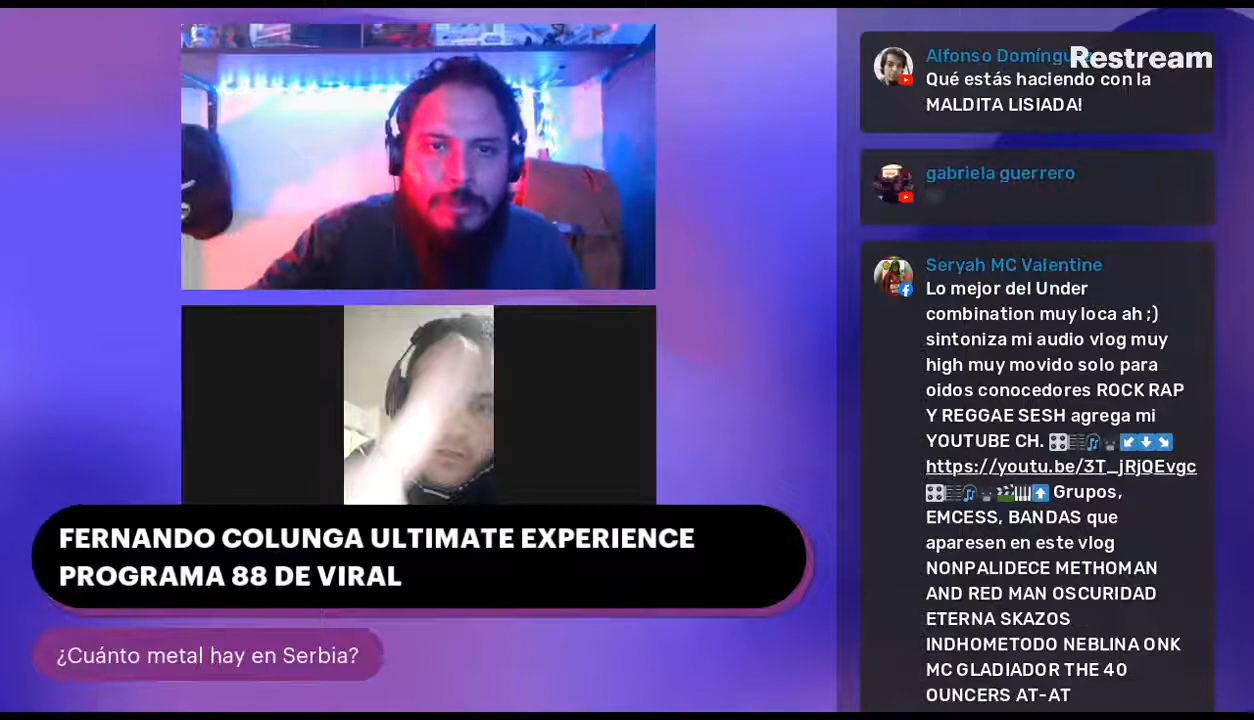 FERNANDO COLUNGA ULTIMATE EXPERIENCE
PROGRAMA 88 DE VIRAL
¿Cuánto metal hay en Serbia?
Restream
Alfonso
Qué estás haciendo con la
MALDITA LISIADA!
gabriela guerrero
Seryah MC Valentine
Lo mejor del Under
combination muy loca ah ;)
sintoniza mi audio vlog muy
high muy movido solo para
oidos conocedores ROCK RAP
Y REGGAE SESH agrega mi
YOUTUBE CH.
https://youtu.be/3T_jRjQEvgc
Grupos,
EMCESS, BANDAS que
aparesen en este vlog
NONPALIDECE METHOMAN
AND RED MAN OSCURIDAD
ETERNA SKAZOS
INDHOMETODO NEBLINA ONK
MC GLADIADOR THE 40
OUNCERS AT-AT